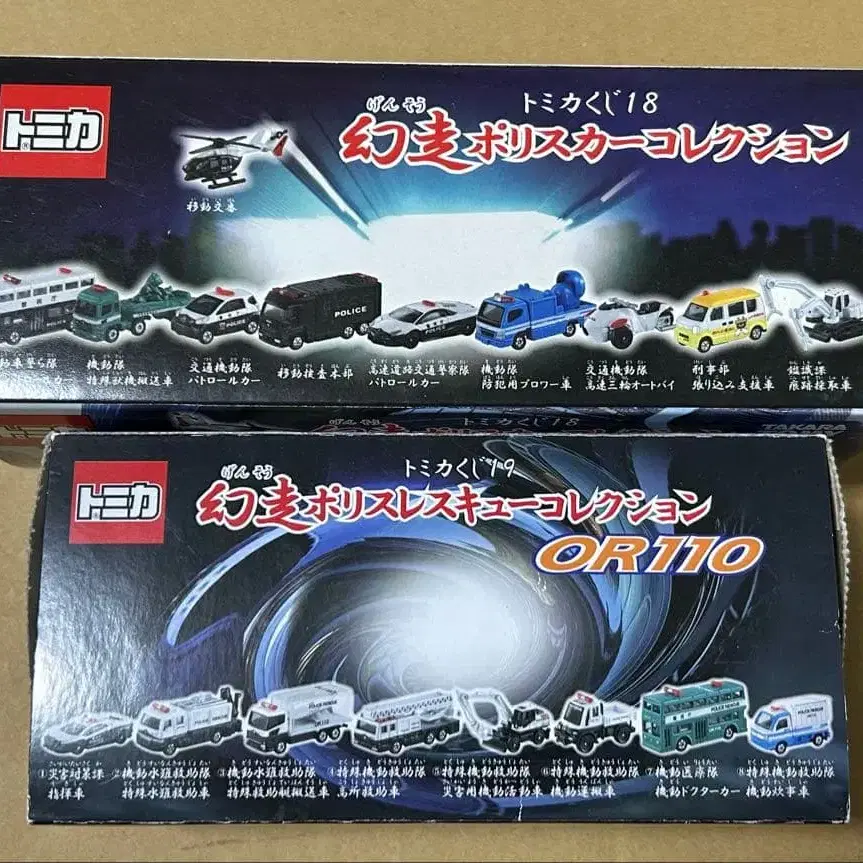 トミカ
トミカくじ18
げんそう
幻走ポリスカーコレクション
移動交番
機動隊
特殊獣機搬送車
交通機動隊
パトロールカー
移動捜査本部
POLICE
高速道路交通警察隊
パトロールカー
機動隊
防犯用ブロワー車
交通機動隊
高速三輪オートバイ
刑事部
張り込み支援車
鑑識課
痕跡採取車
TAKARA
トミカ
トミカくじ19
げんそう
幻走ポリスレスキューコレクション
OR110
①災害対策課
指揮車
②機動水難救助隊
特殊水難救助車
③機動水難救助隊
特殊救助艇搬送車
④特殊機動救助隊
高所救助車
⑤特殊機動救助隊
災害用機動活動車
⑥特殊機動救助隊
機動運搬車
⑦機動医療隊
機動ドクターカー
⑧特殊機動救助隊
機動炊事車